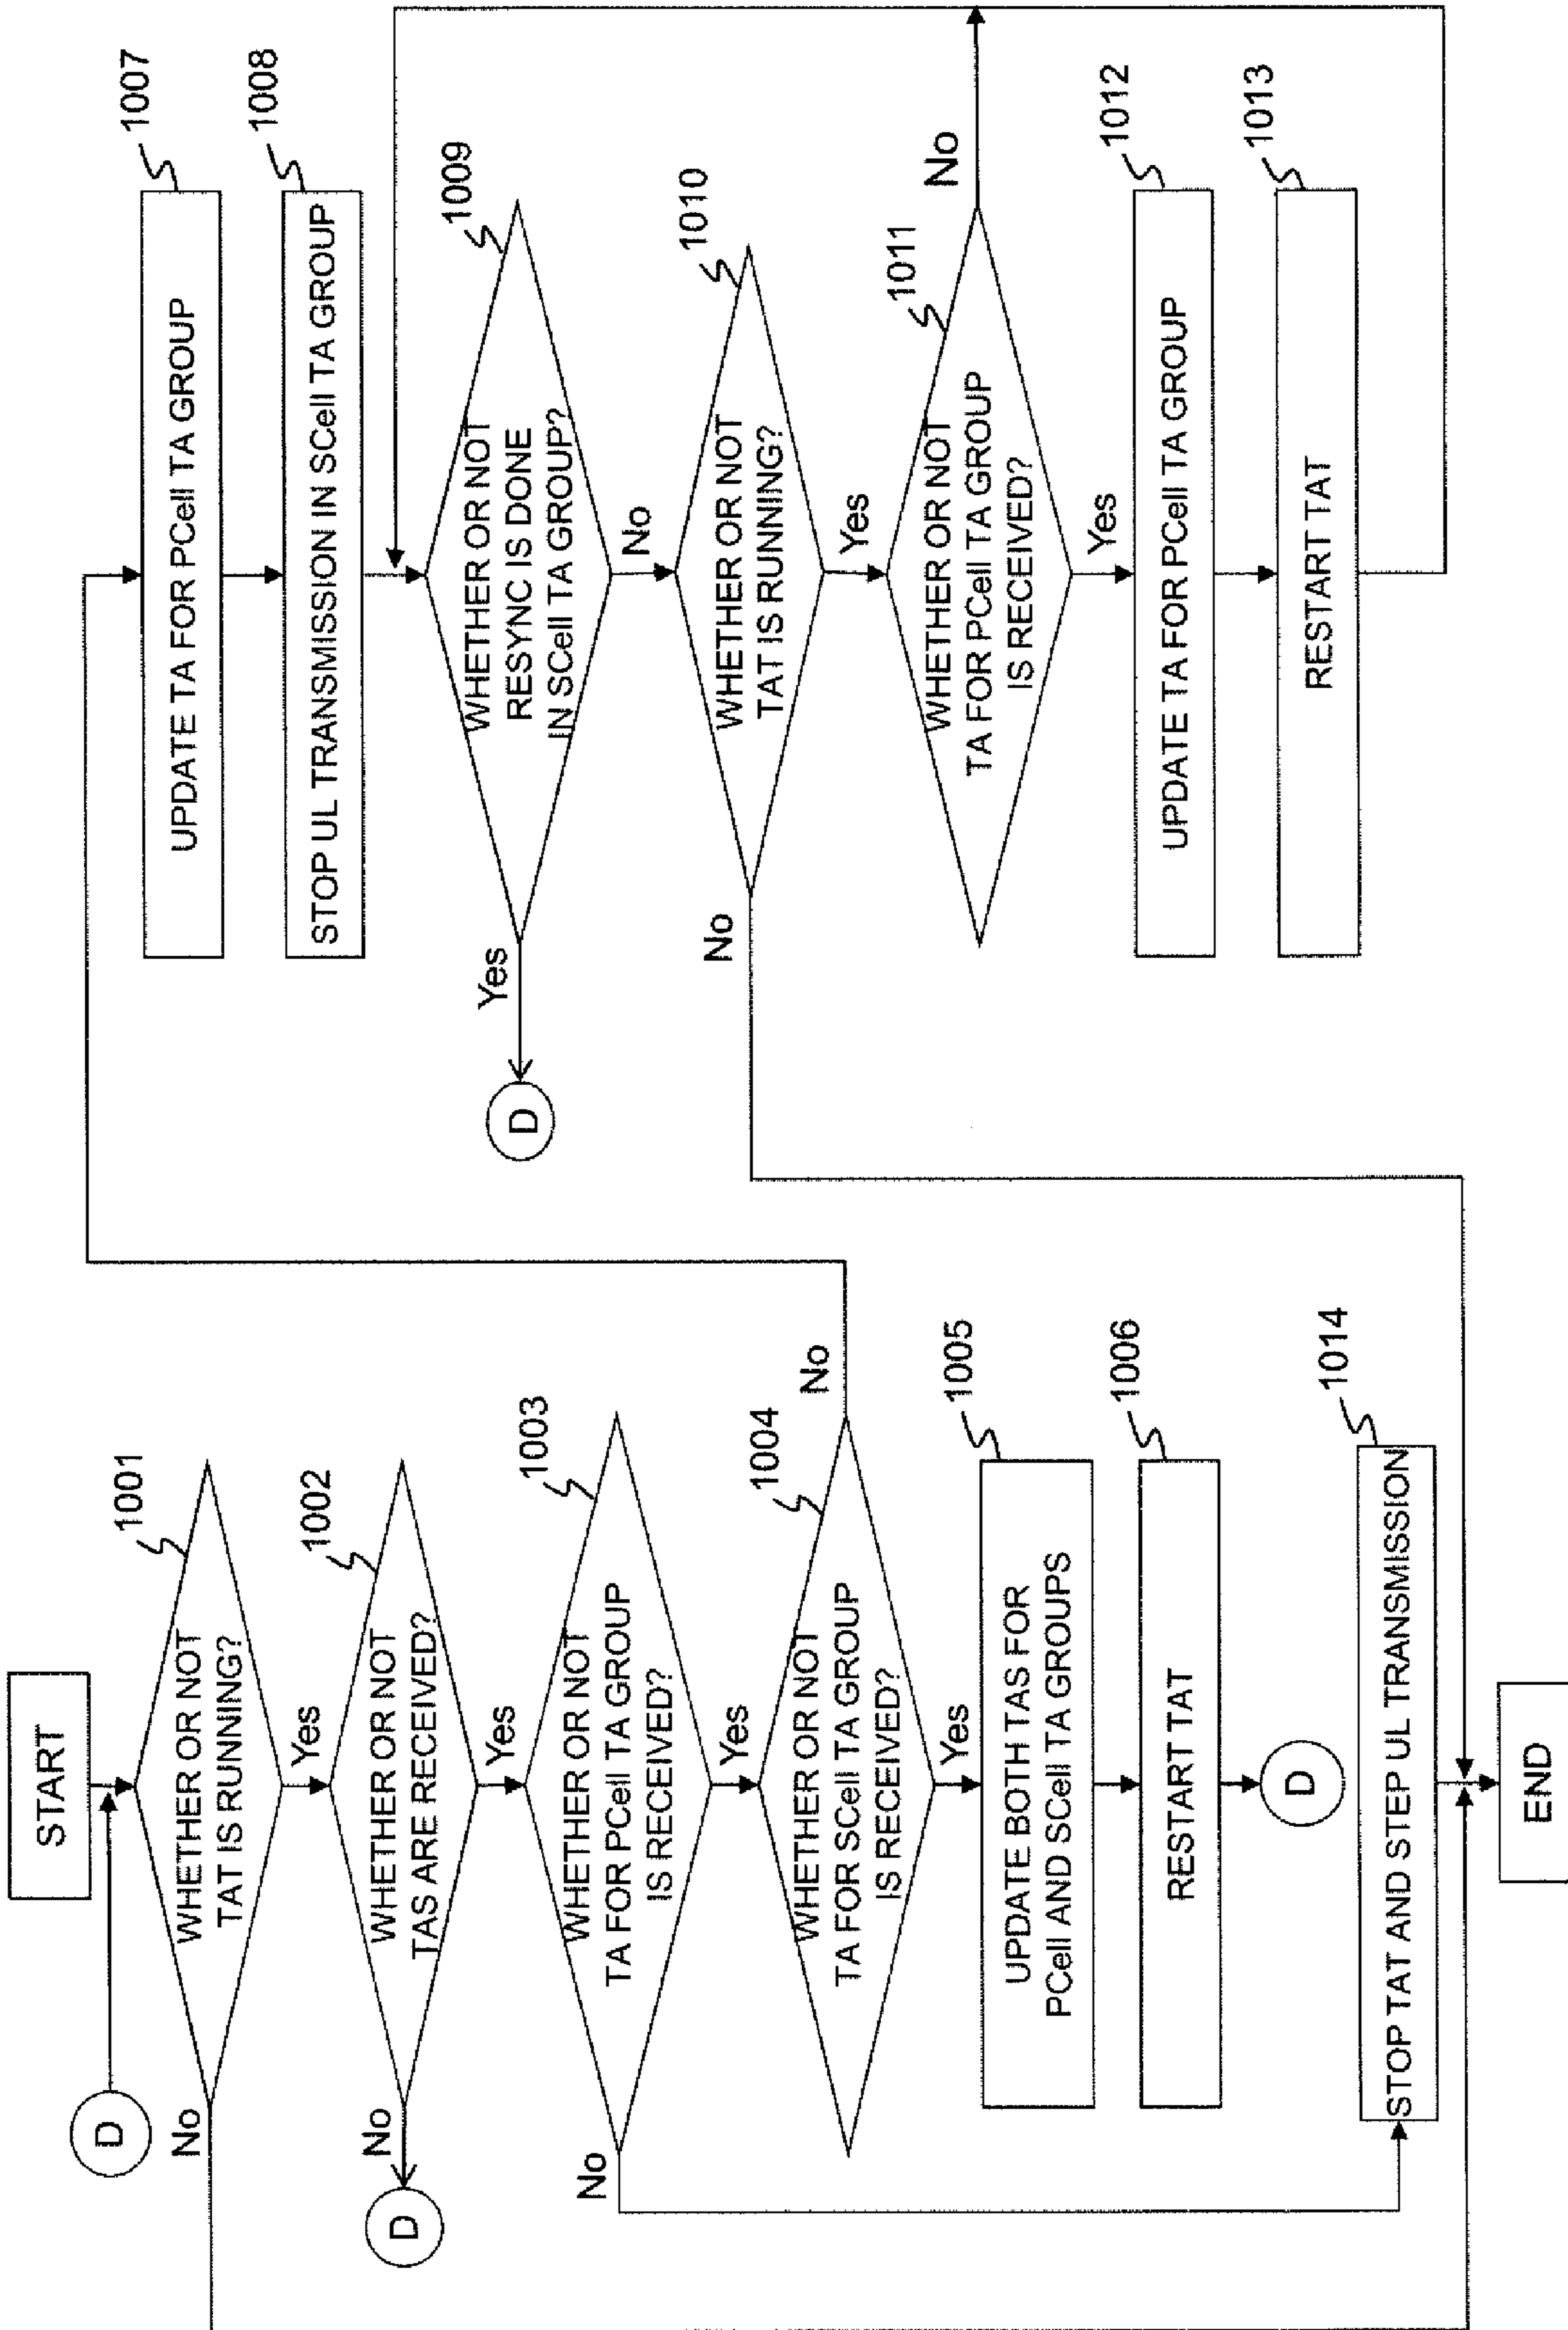 START
D
1001
WHETHER OR NOT
TAT IS RUNNING?
No
Yes
1002
WHETHER OR NOT
TAS ARE RECEIVED?
No
D
Yes
1003
WHETHER OR NOT
TA FOR PCell TA GROUP
IS RECEIVED?
No
Yes
1004
WHETHER OR NOT
TA FOR SCell TA GROUP
IS RECEIVED?
No
Yes
1005
UPDATE BOTH TAS FOR
PCell AND SCell TA GROUPS
1006
RESTART TAT
D
1014
STOP TAT AND STEP UL TRANSMISSION
END
1007
UPDATE TA FOR PCell TA GROUP
1008
STOP UL TRANSMISSION IN SCell TA GROUP
1009
WHETHER OR NOT
RESYNC IS DONE
IN SCell TA GROUP?
Yes
D
No
1010
WHETHER OR NOT
TAT IS RUNNING?
No
Yes
1011
WHETHER OR NOT
TA FOR PCell TA GROUP
IS RECEIVED?
No
Yes
1012
UPDATE TA FOR PCell TA GROUP
1013
RESTART TAT